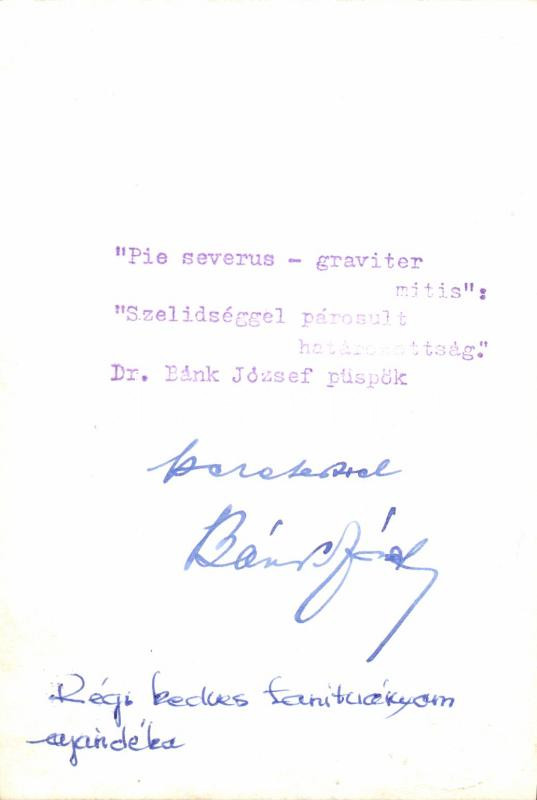 "Pie severus - graviter
mitis":
"Szelidséggel párosult
határozottság."
Dr. Bánk József püspök
szeretettel
Bánk József
Régi kedves tanítványom
ajándéka